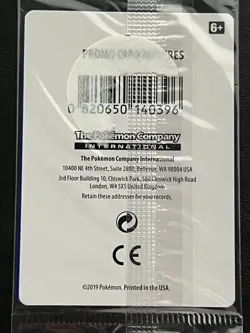 6+
PROMO
0 820650 140396
The Pokémon Company
INTERNATIONAL
The Pokémon Company International
10400 NE 4th Street, Suite 2800, Bellevue, WA 98004 USA
3rd Floor Building 10, Chiswick Park, 566 Chiswick High Road
London, W4 5XS United Kingdom
Retain these addresses for your records.
CE
©2019 Pokémon. Printed in the USA.